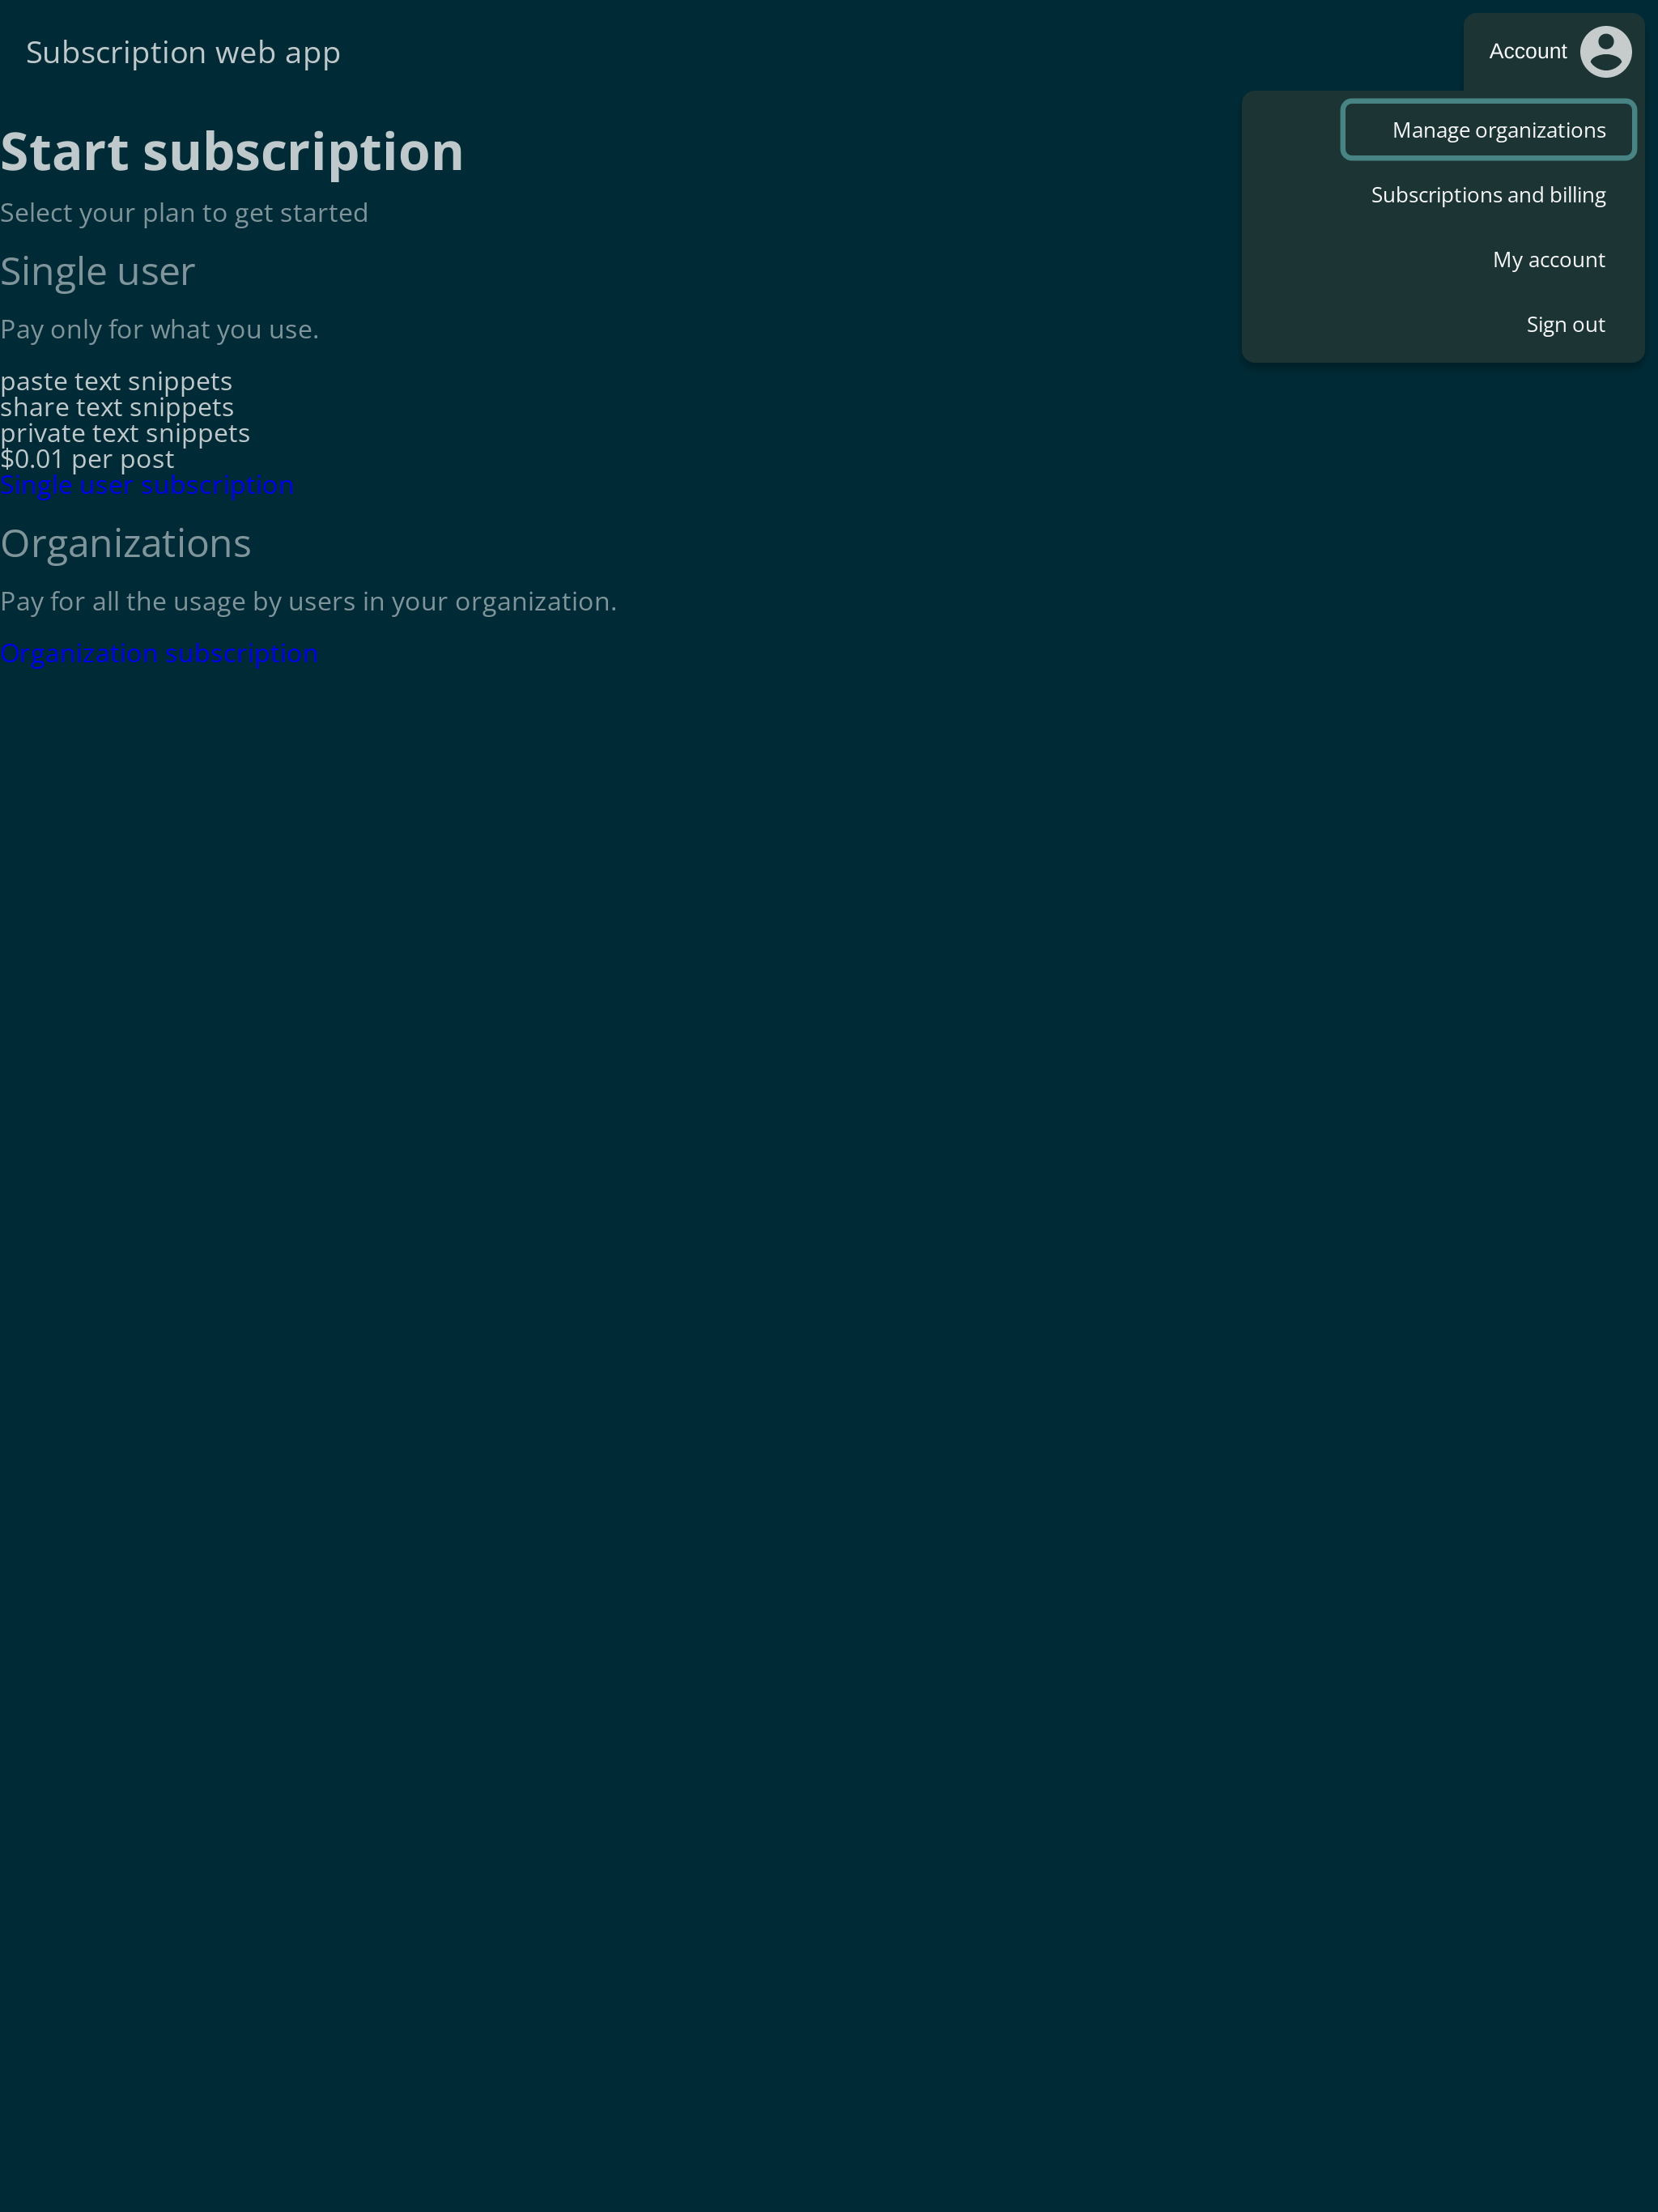 Subscription web app
Account
Manage organizations
Subscriptions and billing
My account
Sign out
Start subscription
Select your plan to get started
Single user
Pay only for what you use.
paste text snippets
share text snippets
private text snippets
$0.01 per post
Single user subscription
Organizations
Pay for all the usage by users in your organization.
Organization subscription